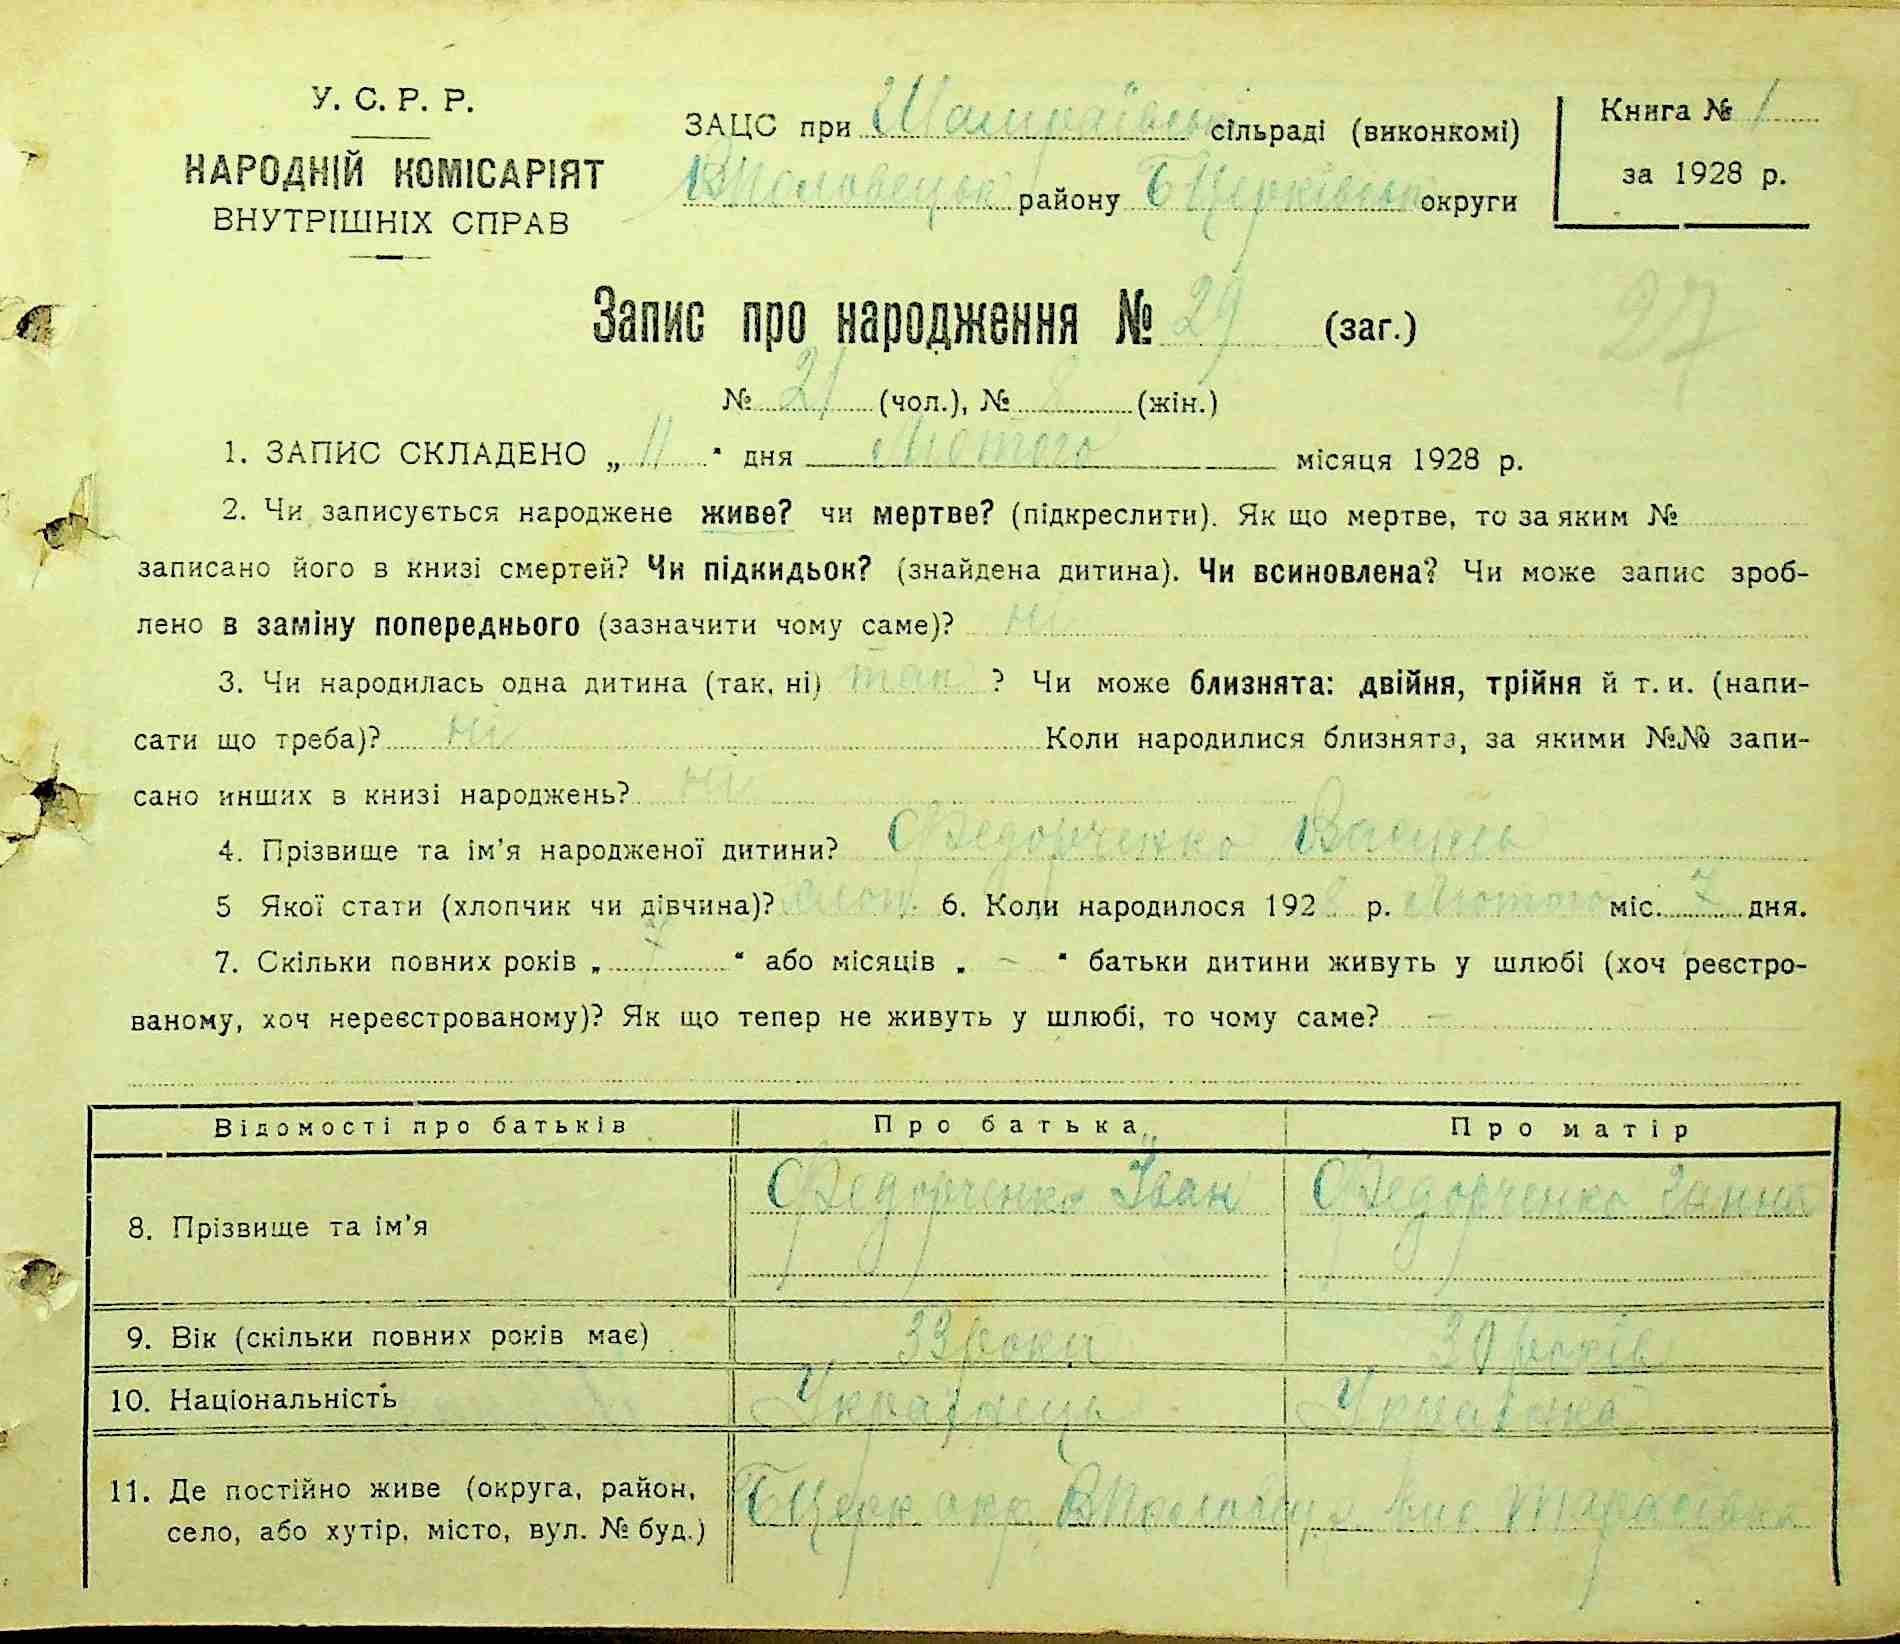 У. С. Р. Р.
НАРОДНІЙ КОМІСАРІЯТ
ВНУТРІШНІХ СПРАВ
ЗАЦС при Шамраївськ сільраді (виконкомі)
ВПоловецьк району БЦерківськ округи
Книга № 1
за 1928 р.
Запис про народження № 29 (заг.)
27
№ 21 (чол.), № 8 (жін.)
1. ЗАПИС СКЛАДЕНО „ 11 " дня Лютого місяця 1928 р.
2. Чи записується народжене живе? чи мертве? (підкреслити). Як що мертве, то за яким №
записано його в книзі смертей? Чи підкидьок? (знайдена дитина). Чи всиновлена? Чи може запис зроб-
лено в заміну попереднього (зазначити чому саме)? ні
3. Чи народилась одна дитина (так, ні) так ? Чи може близнята: двійня, трійня й т. и. (напи-
сати що треба)? ні Коли народилися близнята, за якими №№ запи-
сано инших в книзі народжень? ні
4. Прізвище та ім'я народженої дитини? Федорченко Василь
5 Якої стати (хлопчик чи дівчина)? хлоп. 6. Коли народилося 1928 р. Лютого міс. 7 дня.
7. Скільки повних років „ 7 " або місяців „ – " батьки дитини живуть у шлюбі (хоч реєстро-
ваному, хоч нереєстрованому)? Як що тепер не живуть у шлюбі, то чому саме? –
Відомості про батьків Про батька Про матір
8. Прізвище та ім'я Федорченко Іван Федорченко Ганна
9. Вік (скільки повних років має) 33 роки 30 років
10. Національність Українець Українка
11. Де постійно живе (округа, район,
село, або хутір, місто, вул. № буд.) БЦерк окр. ВПоловец Тарасівка